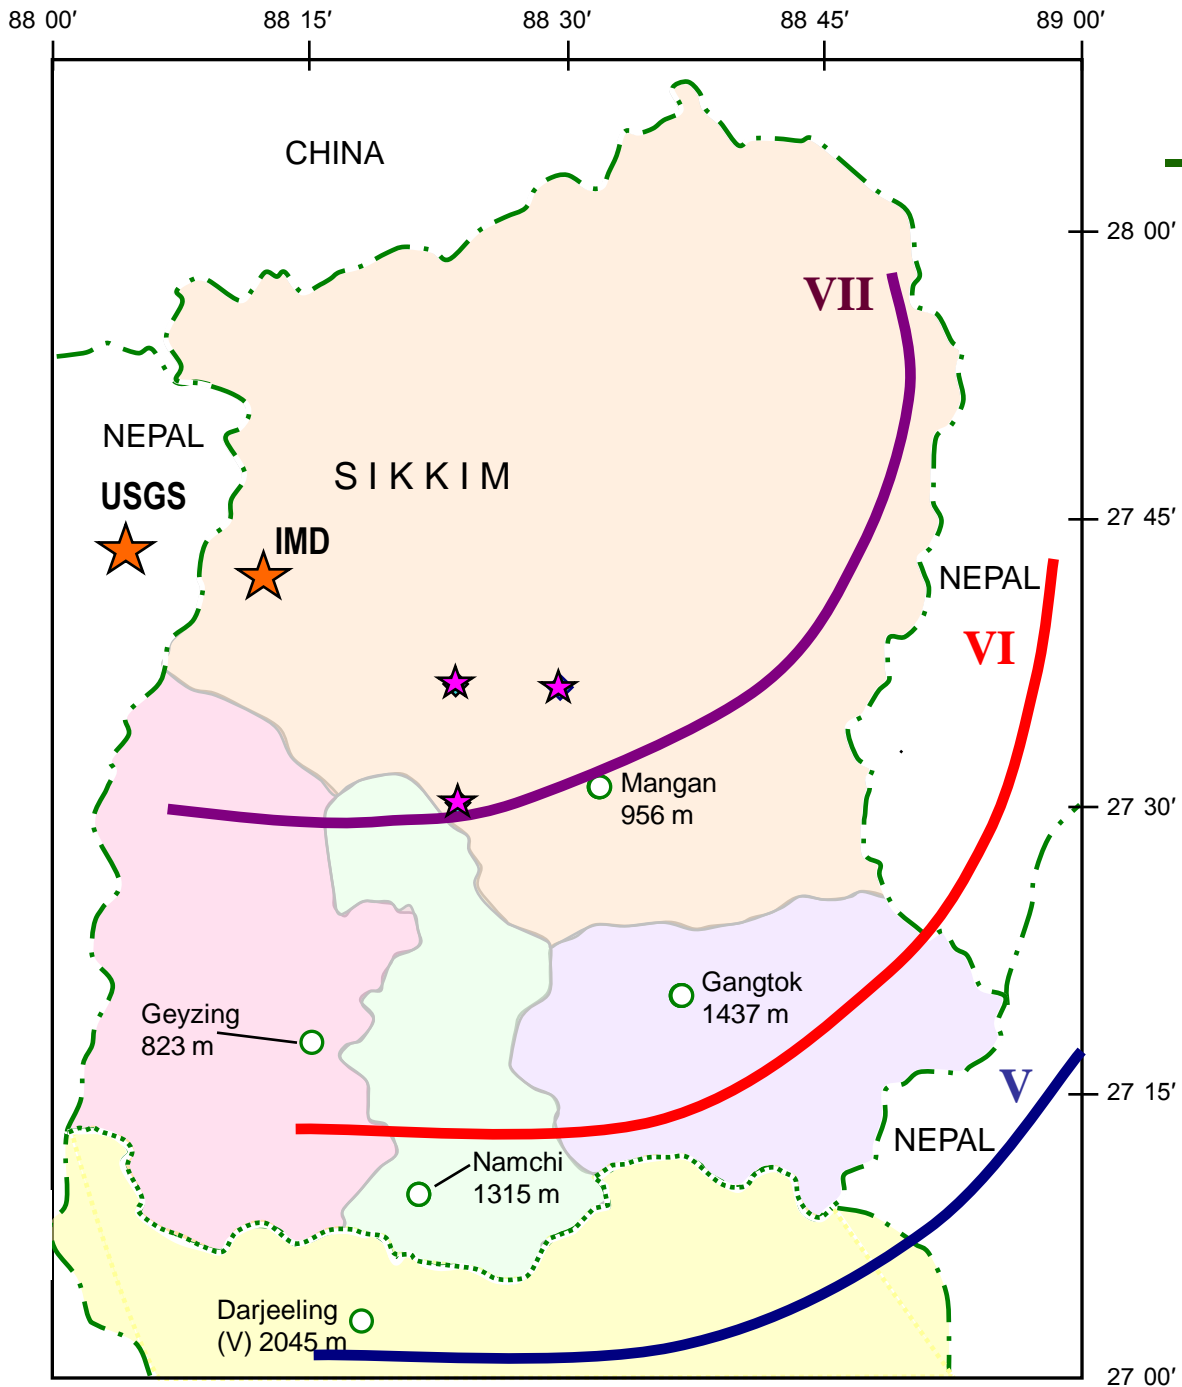 88 00′ 88 15′ 88 30′ 88 45′ 89 00′
CHINA
28 00′
VII
NEPAL
SIKKIM
USGS
27 45′
IMD
NEPAL
VI
Mangan
956 m
27 30′
Gangtok
1437 m
Geyzing
823 m
V
27 15′
NEPAL
Namchi
1315 m
Darjeeling
(V) 2045 m
27 00′